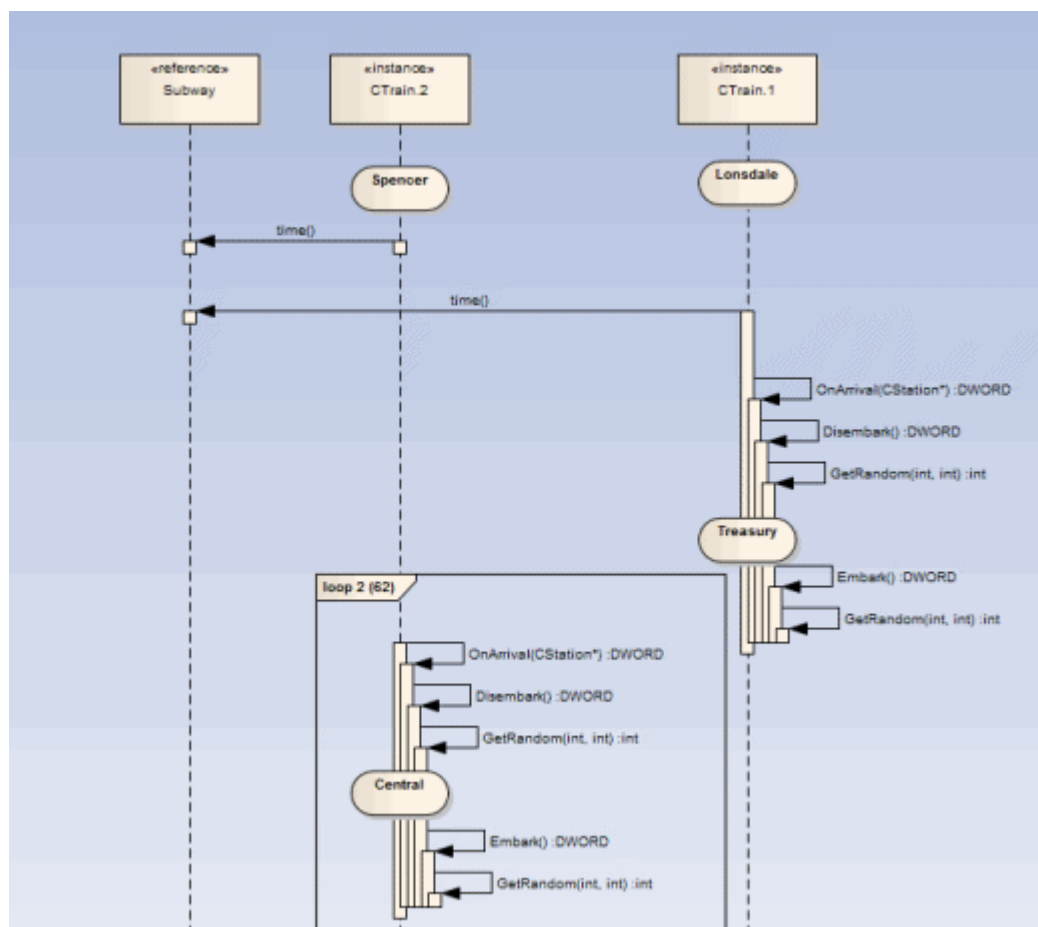 «reference»
Subway
«instance»
CTrain.2
«instance»
CTrain.1
Spencer
Lonsdale
time()
time()
OnArrival(CStation*) :DWORD
Disembark() :DWORD
GetRandom(int, int) :int
Treasury
Embark() :DWORD
GetRandom(int, int) :int
loop 2 (62)
OnArrival(CStation*) :DWORD
Disembark() :DWORD
GetRandom(int, int) :int
Central
Embark() :DWORD
GetRandom(int, int) :int